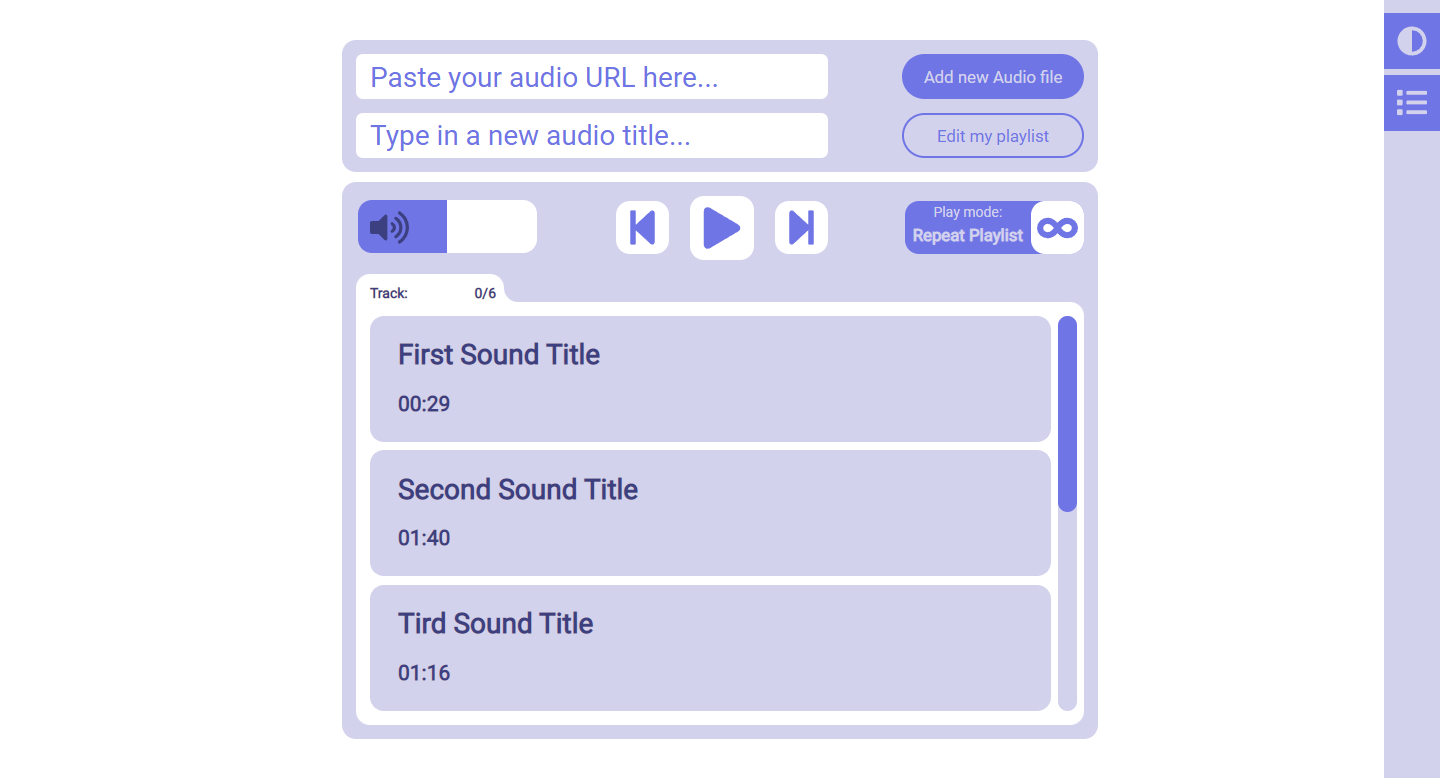 Paste your audio URL here...
Add new Audio file
Type in a new audio title...
Edit my playlist
Play mode:
Repeat Playlist
Track: 0/6
First Sound Title
00:29
Second Sound Title
01:40
Tird Sound Title
01:16